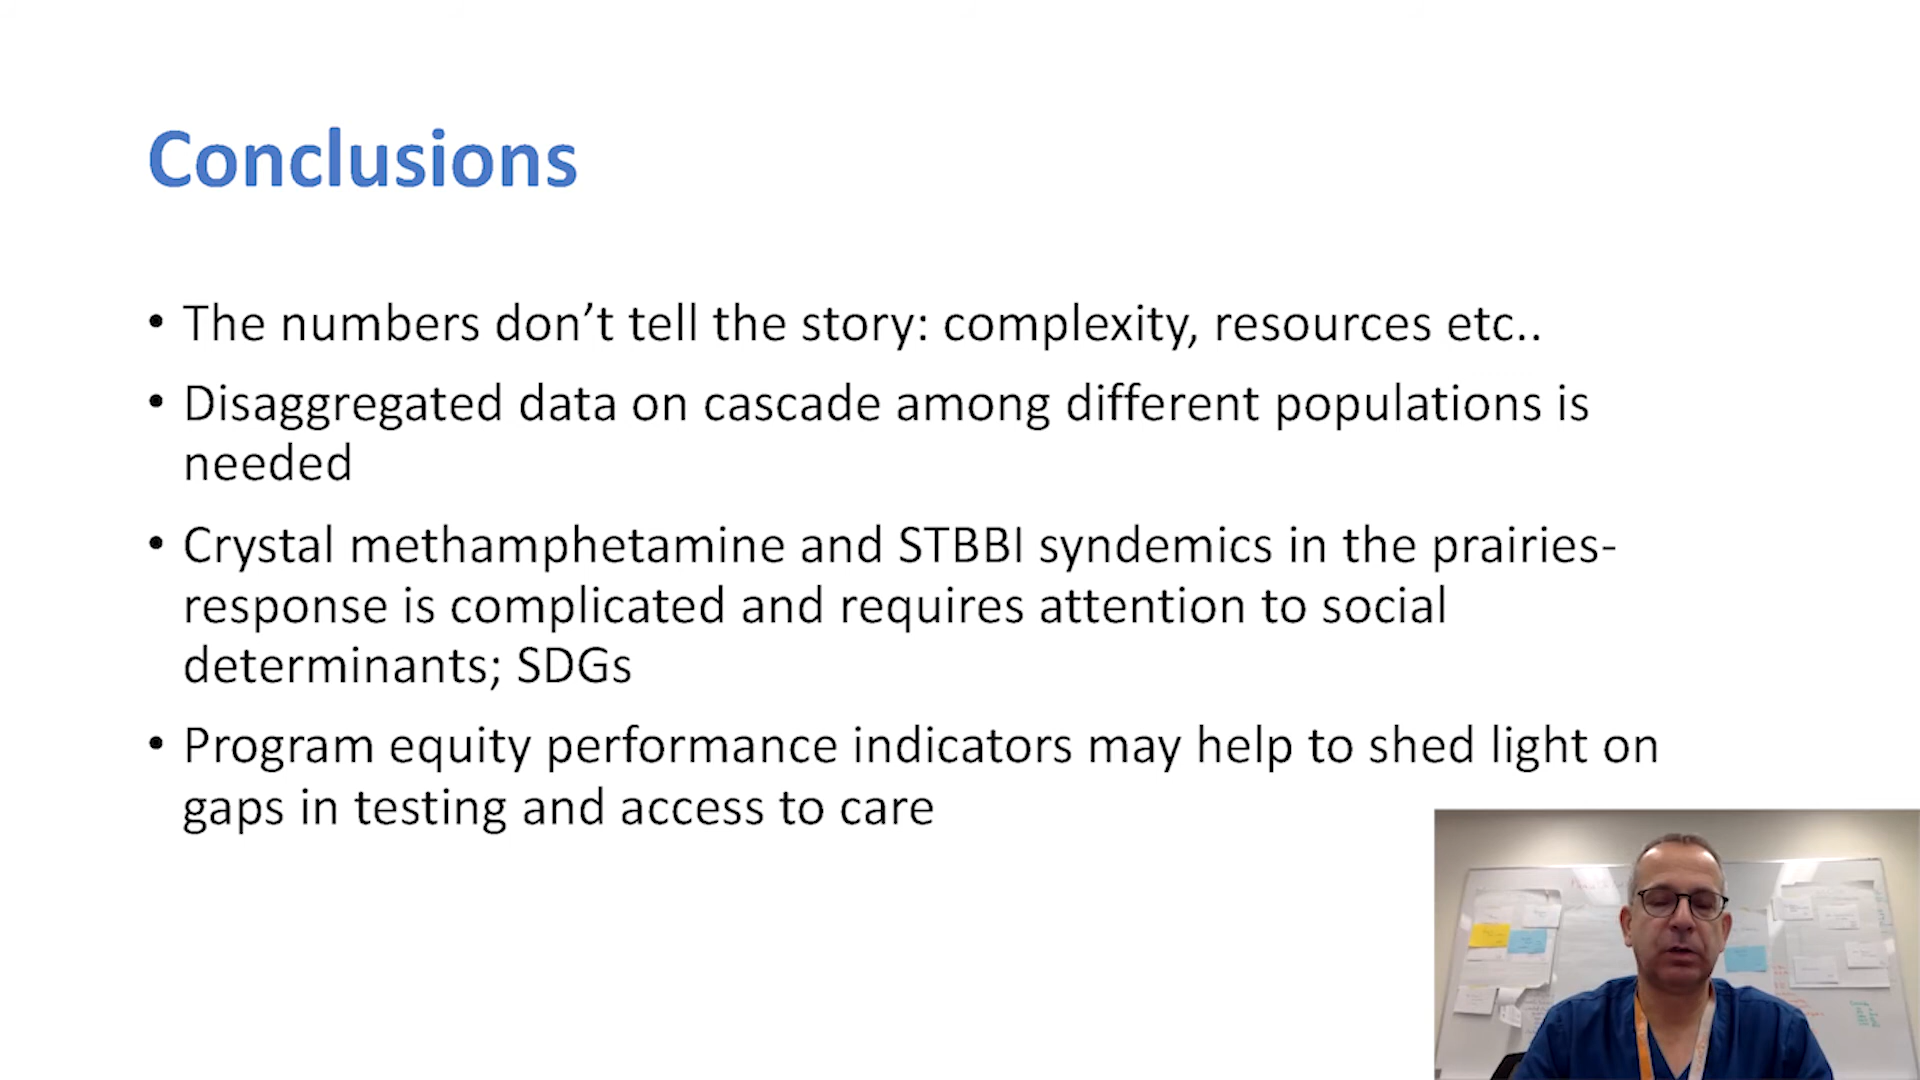 Conclusions
• The numbers don’t tell the story: complexity, resources etc..
• Disaggregated data on cascade among different populations is
needed
• Crystal methamphetamine and STBBI syndemics in the prairies-
response is complicated and requires attention to social
determinants; SDGs
• Program equity performance indicators may help to shed light on
gaps in testing and access to care